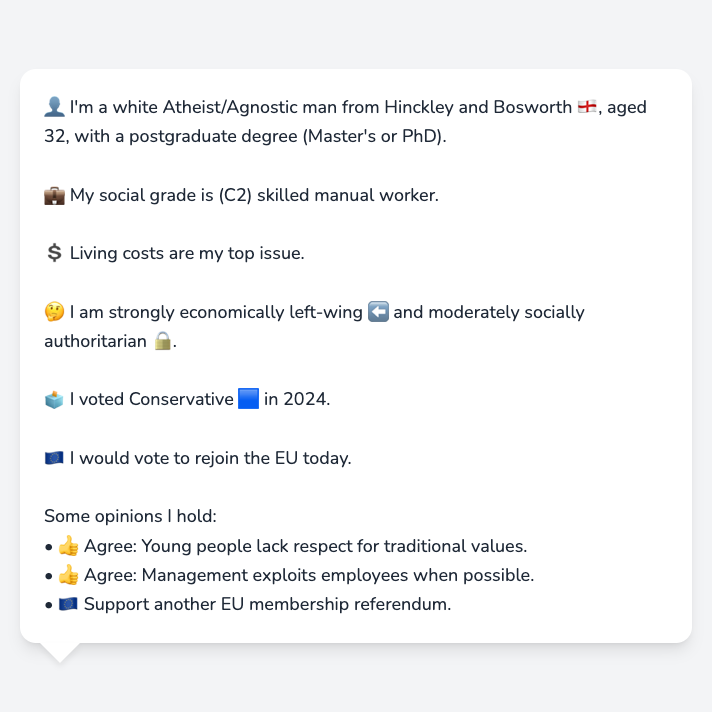 👤 I'm a white Atheist/Agnostic man from Hinckley and Bosworth 🏴󠁧󠁢󠁥󠁮󠁧󠁿, aged
32, with a postgraduate degree (Master's or PhD).
💼 My social grade is (C2) skilled manual worker.
💲 Living costs are my top issue.
🤔 I am strongly economically left-wing ⬅️ and moderately socially
authoritarian 🔒.
🗳️ I voted Conservative 🟦 in 2024.
🇪🇺 I would vote to rejoin the EU today.
Some opinions I hold:
• 👍 Agree: Young people lack respect for traditional values.
• 👍 Agree: Management exploits employees when possible.
• 🇪🇺 Support another EU membership referendum.